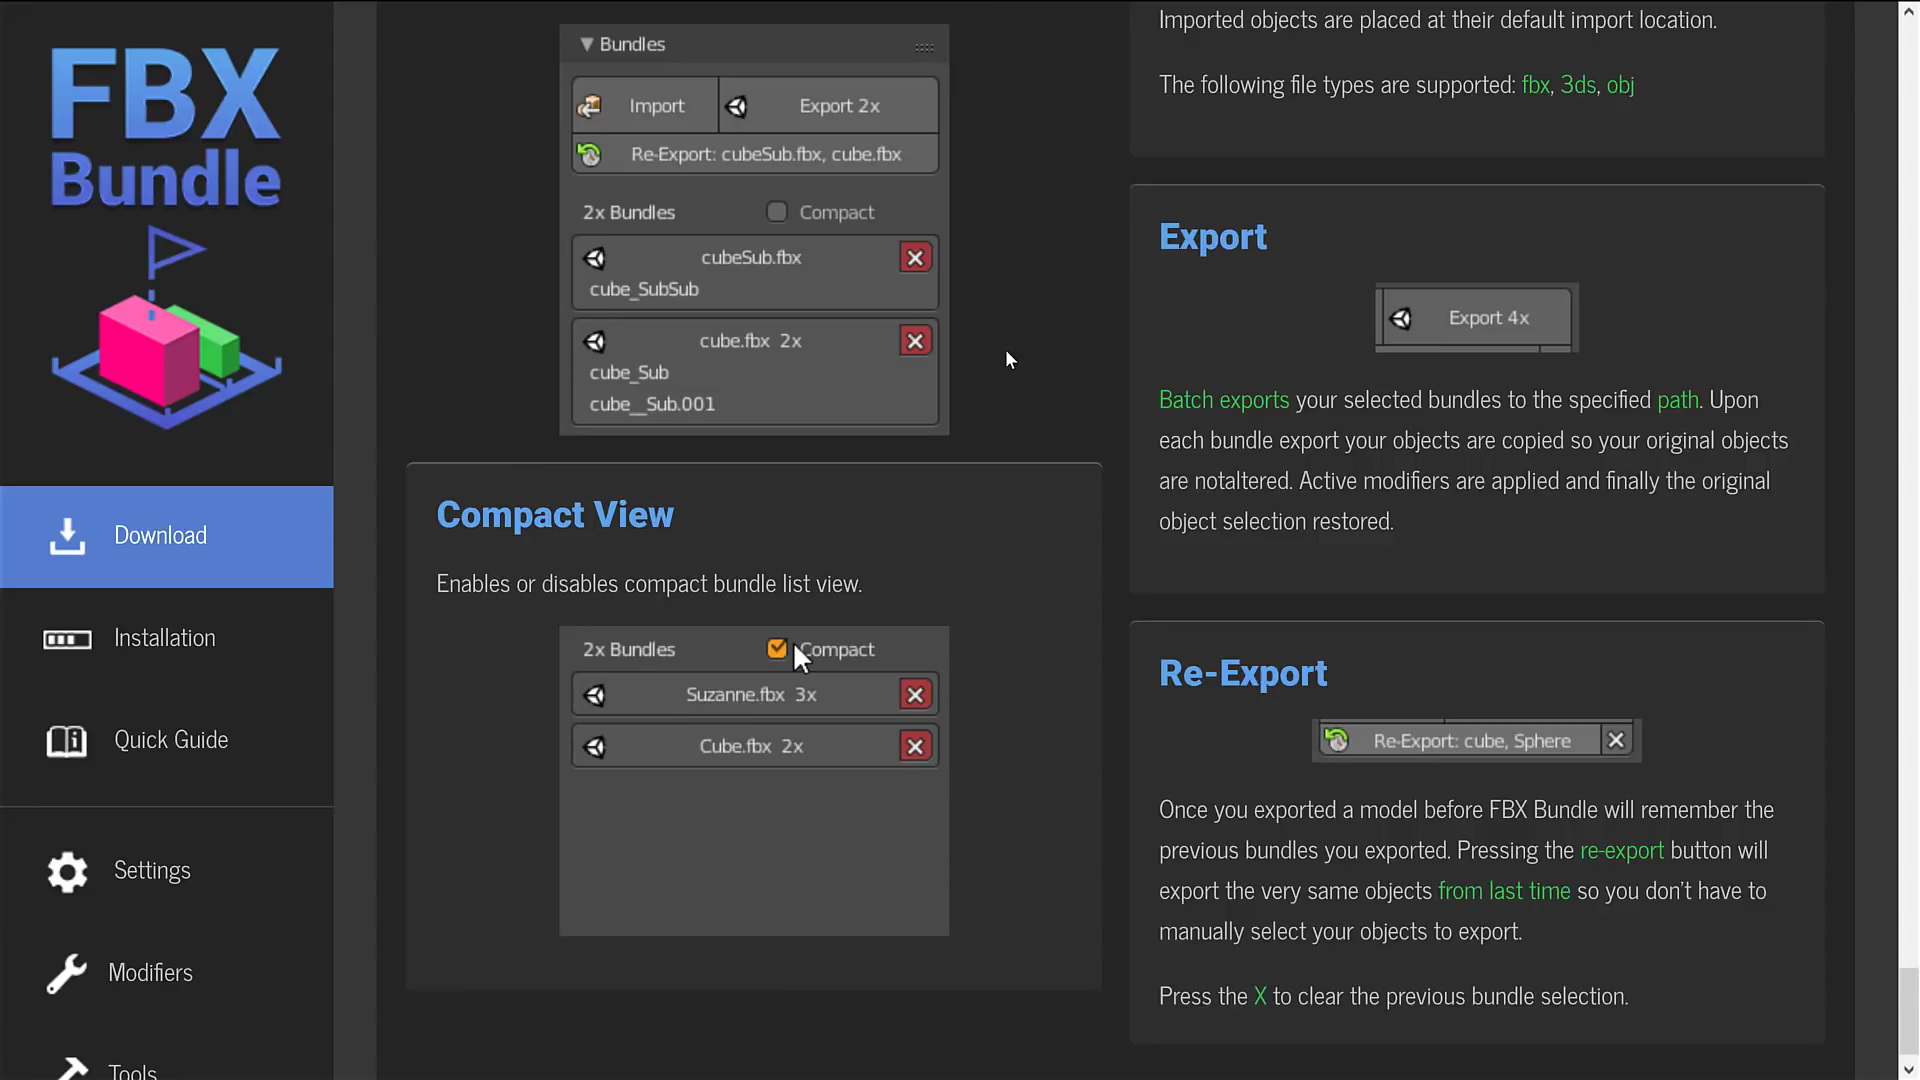 FBX
Bundle
Download
Installation
Quick Guide
Settings
Modifiers
Tools
Bundles
Import
Export 2x
Re-Export: cubeSub.fbx, cube.fbx
2x Bundles
Compact
cubeSub.fbx
cube_SubSub
cube.fbx 2x
cube_Sub
cube__Sub.001
Compact View
Enables or disables compact bundle list view.
2x Bundles
Compact
Suzanne.fbx 3x
Cube.fbx 2x
Imported objects are placed at their default import location.
The following file types are supported: fbx, 3ds, obj
Export
Export 4x
Batch exports your selected bundles to the specified path. Upon
each bundle export your objects are copied so your original objects
are notaltered. Active modifiers are applied and finally the original
object selection restored.
Re-Export
Re-Export: cube, Sphere
Once you exported a model before FBX Bundle will remember the
previous bundles you exported. Pressing the re-export button will
export the very same objects from last time so you don't have to
manually select your objects to export.
Press the X to clear the previous bundle selection.